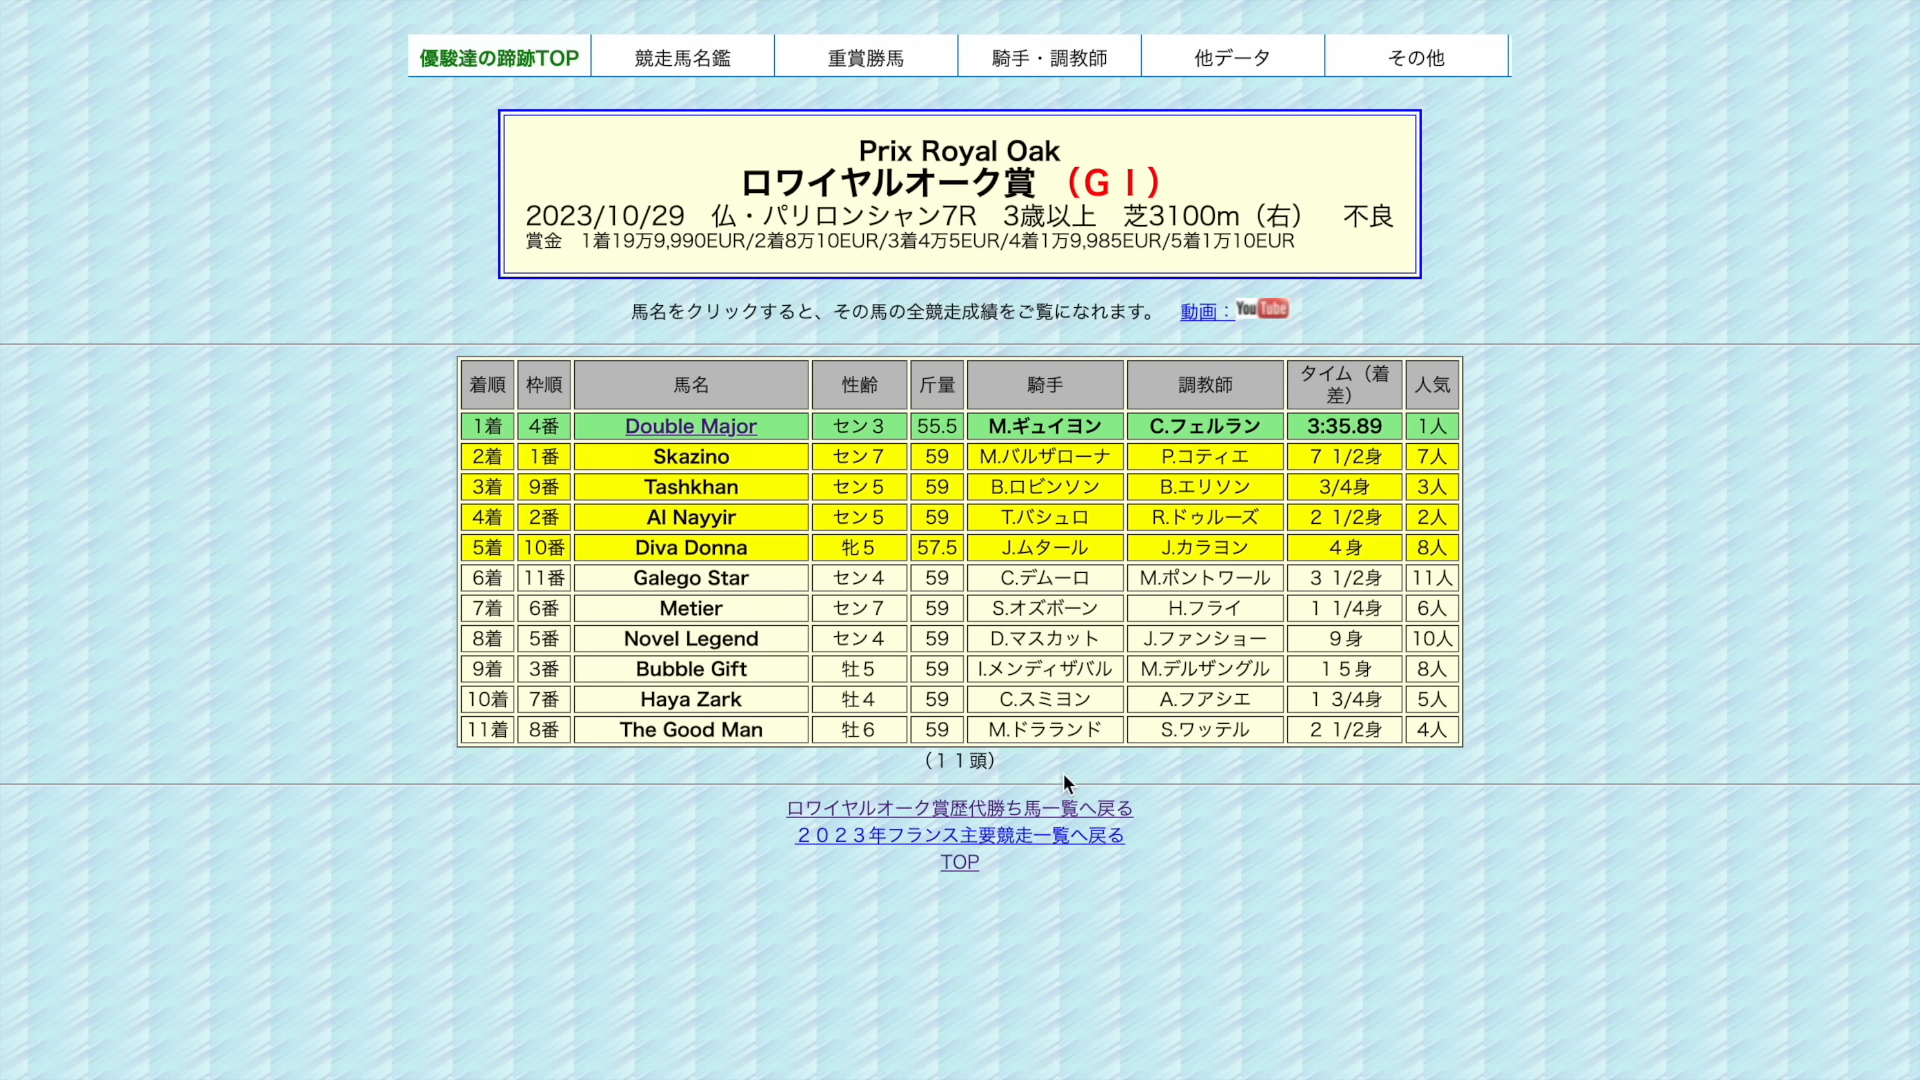 優駿達の蹄跡TOP 競走馬名鑑 重賞勝馬 騎手・調教師 他データ その他
Prix Royal Oak
ロワイヤルオーク賞 （ＧⅠ）
2023/10/29 仏・パリロンシャン7R 3歳以上 芝3100m（右） 不良
賞金 1着19万9,990EUR/2着8万10EUR/3着4万5EUR/4着1万9,985EUR/5着1万10EUR
馬名をクリックすると、その馬の全競走成績をご覧になれます。 動画：YouTube
着順 枠順 馬名 性齢 斤量 騎手 調教師 タイム（着差） 人気
1着 4番 Double Major セン３ 55.5 M.ギュイヨン C.フェルラン 3:35.89 1人
2着 1番 Skazino セン７ 59 M.バルザローナ P.コティエ ７ 1/2身 7人
3着 9番 Tashkhan セン５ 59 B.ロビンソン B.エリソン 3/4身 3人
4着 2番 Al Nayyir セン５ 59 T.バシュロ R.ドゥルーズ ２ 1/2身 2人
5着 10番 Diva Donna 牝５ 57.5 J.ムタール J.カラヨン ４身 8人
6着 11番 Galego Star セン４ 59 C.デムーロ M.ポントワール ３ 1/2身 11人
7着 6番 Metier セン７ 59 S.オズボーン H.フライ １ 1/4身 6人
8着 5番 Novel Legend セン４ 59 D.マスカット J.ファンショー ９身 10人
9着 3番 Bubble Gift 牡５ 59 I.メンディザバル M.デルザングル １５身 8人
10着 7番 Haya Zark 牡４ 59 C.スミヨン A.フアシエ １ 3/4身 5人
11着 8番 The Good Man 牡６ 59 M.ドラランド S.ワッテル ２ 1/2身 4人
（１１頭）
ロワイヤルオーク賞歴代勝ち馬一覧へ戻る
２０２３年フランス主要競走一覧へ戻る
TOP